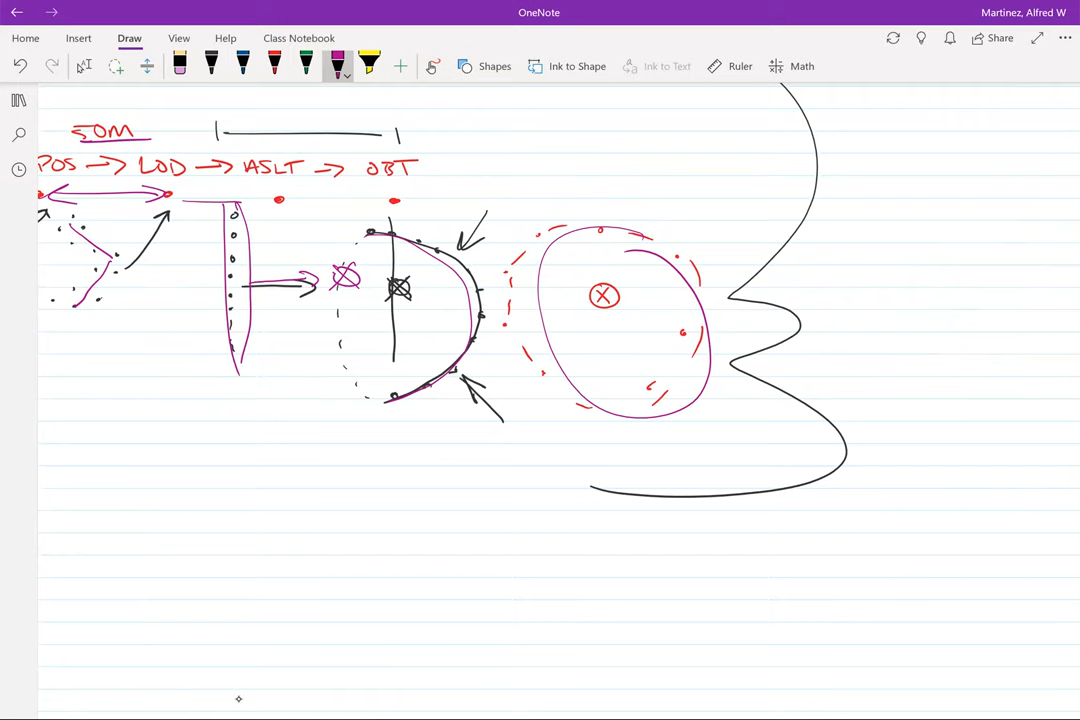 OneNote
Martinez, Alfred W
Home Insert Draw View Help Class Notebook
Share
Shapes Ink to Shape Ink to Text Ruler Math
50M
POS → LOD → ASLT → OBT
X